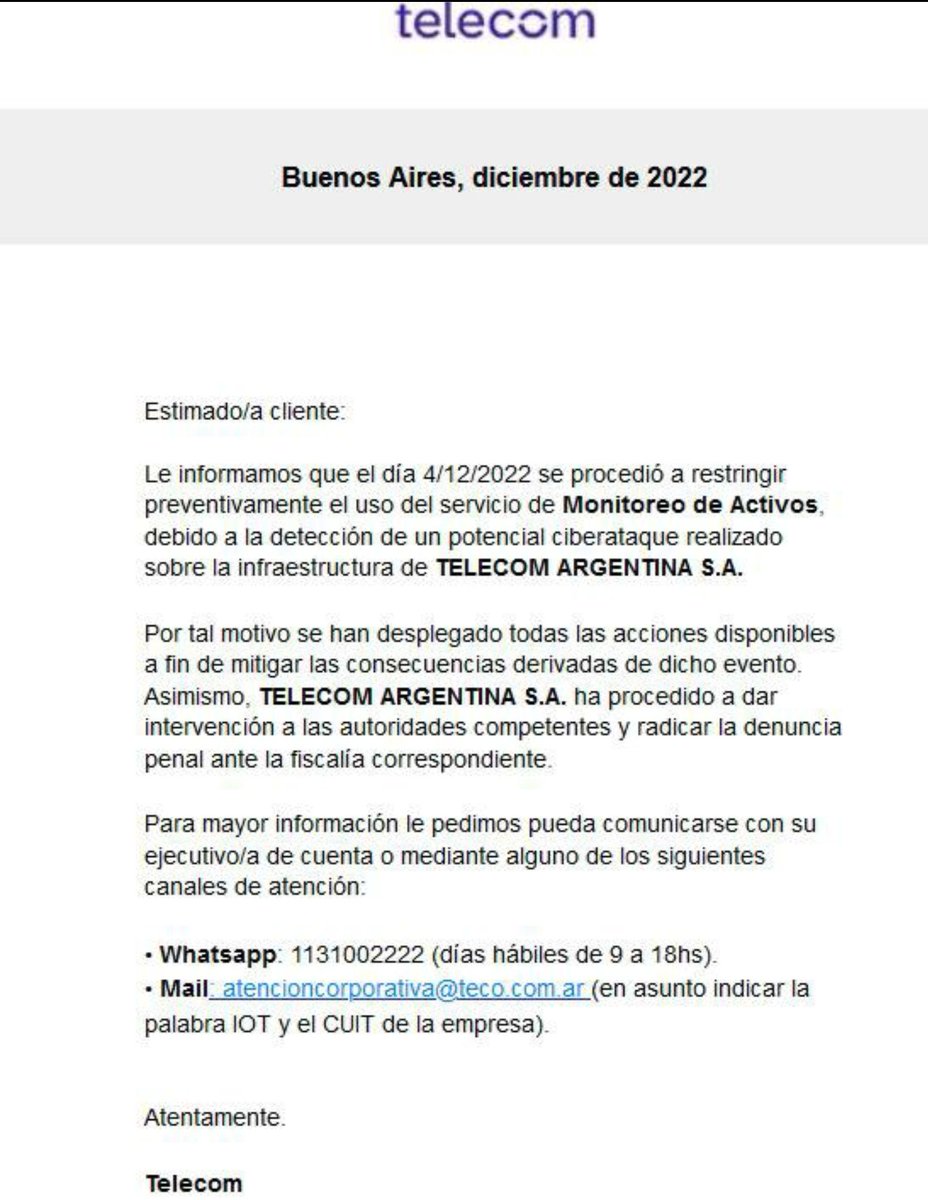 telecom
Buenos Aires, diciembre de 2022
Estimado/a cliente:
Le informamos que el día 4/12/2022 se procedió a restringir
preventivamente el uso del servicio de Monitoreo de Activos,
debido a la detección de un potencial ciberataque realizado
sobre la infraestructura de TELECOM ARGENTINA S.A.
Por tal motivo se han desplegado todas las acciones disponibles
a fin de mitigar las consecuencias derivadas de dicho evento.
Asimismo, TELECOM ARGENTINA S.A. ha procedido a dar
intervención a las autoridades competentes y radicar la denuncia
penal ante la fiscalía correspondiente.
Para mayor información le pedimos pueda comunicarse con su
ejecutivo/a de cuenta o mediante alguno de los siguientes
canales de atención:
• Whatsapp: 1131002222 (días hábiles de 9 a 18hs).
• Mail: atencioncorporativa@teco.com.ar (en asunto indicar la
palabra IOT y el CUIT de la empresa).
Atentamente.
Telecom